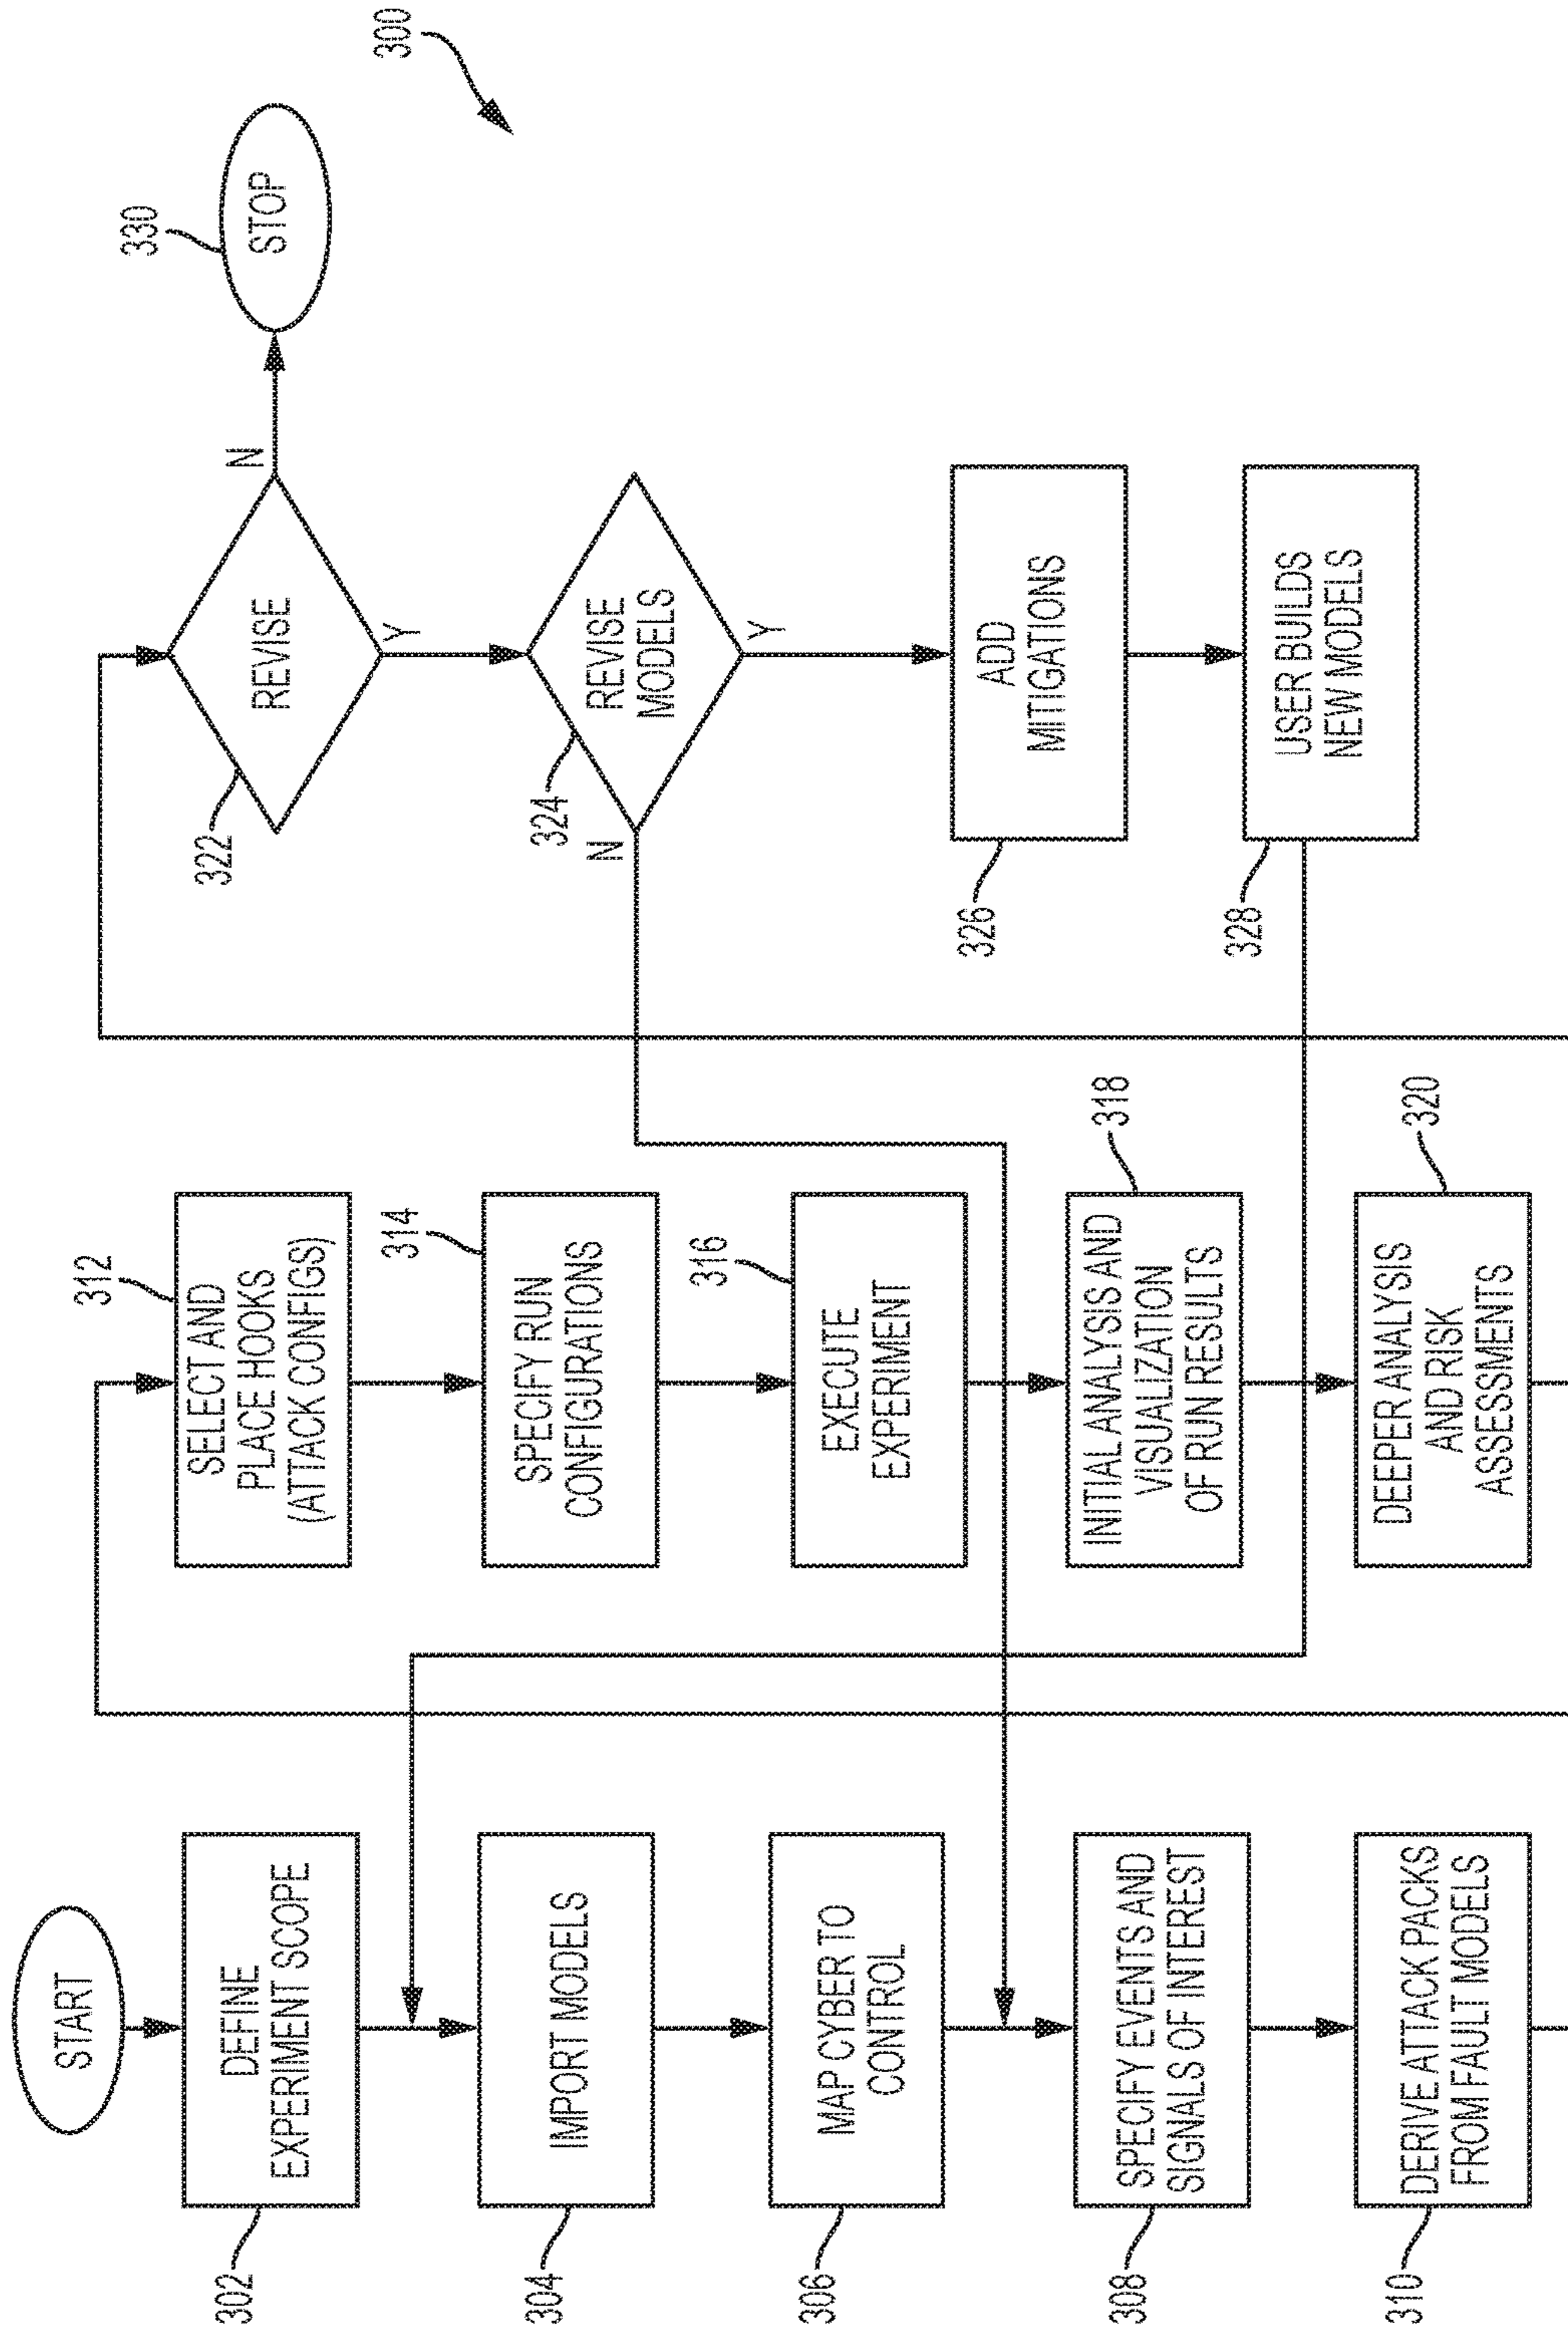 START
DEFINE
EXPERIMENT SCOPE
302
IMPORT MODELS
304
MAP CYBER TO
CONTROL
306
SPECIFY EVENTS AND
SIGNALS OF INTEREST
308
DERIVE ATTACK PACKS
FROM FAULT MODELS
310
312
SELECT AND
PLACE HOOKS
(ATTACK CONFIGS)
314
SPECIFY RUN
CONFIGURATIONS
316
EXECUTE
EXPERIMENT
318
INITIAL ANALYSIS AND
VISUALIZATION
OF RUN RESULTS
320
DEEPER ANALYSIS
AND RISK
ASSESSMENTS
322
REVISE
N
Y
330
STOP
324
REVISE
MODELS
N
Y
326
ADD
MITIGATIONS
328
USER BUILDS
NEW MODELS
300